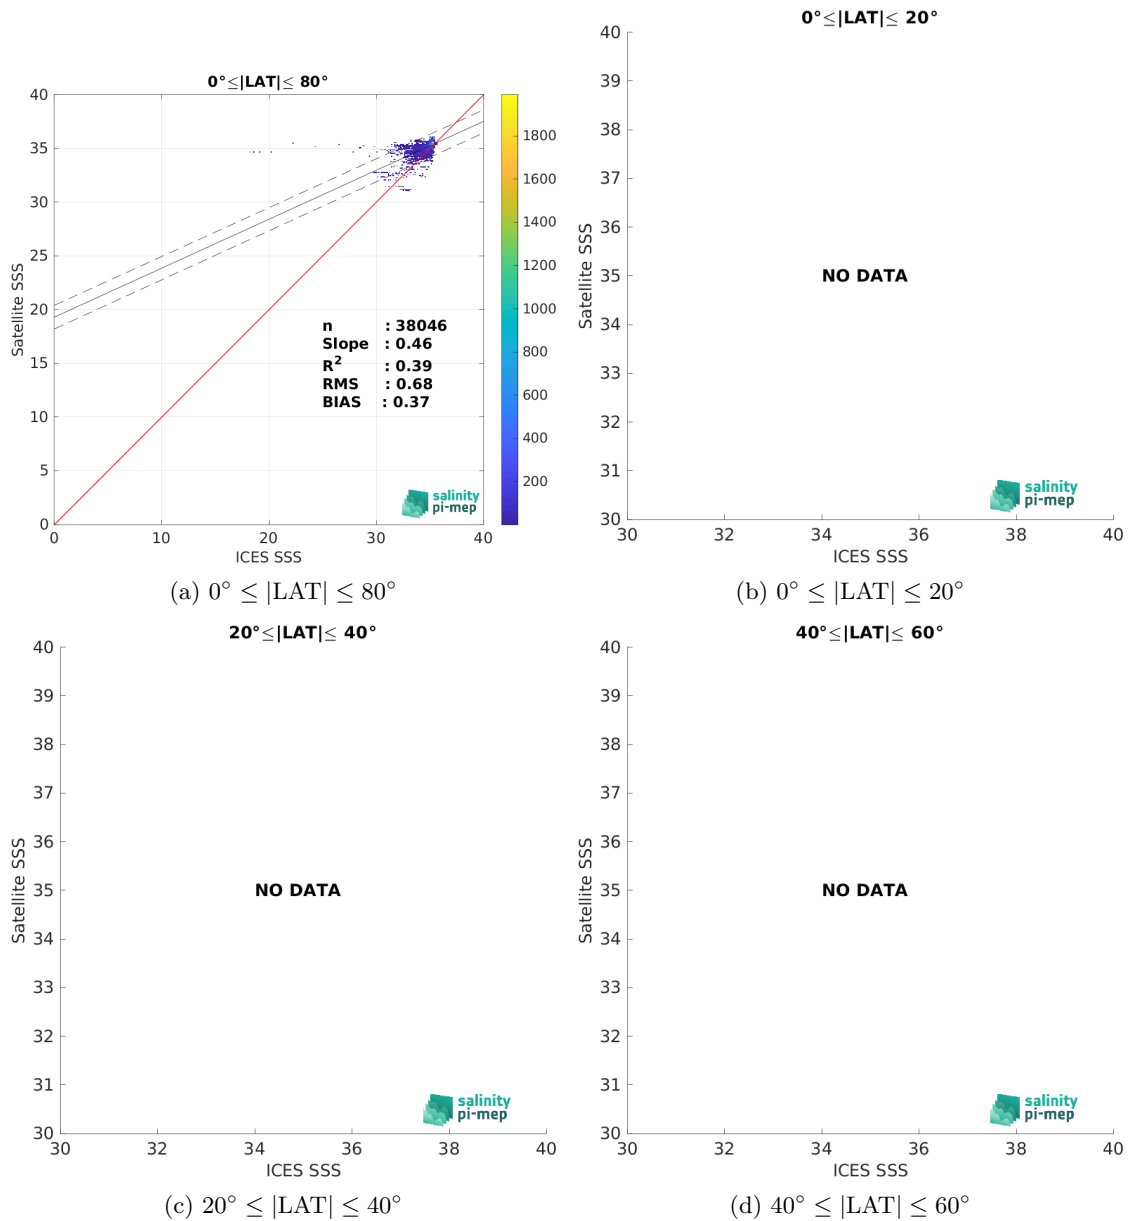 0°≤|LAT|≤ 80°
40
35
30
25
20
15
10
5
0
Satellite SSS
0
10
20
30
40
ICES SSS
n : 38046
Slope : 0.46
R² : 0.39
RMS : 0.68
BIAS : 0.37
salinity
pi-mep
1800
1600
1400
1200
1000
800
600
400
200
(a) 0° ≤ |LAT| ≤ 80°
0°≤|LAT|≤ 20°
40
39
38
37
36
35
34
33
32
31
30
Satellite SSS
NO DATA
salinity
pi-mep
30
32
34
36
38
40
ICES SSS
(b) 0° ≤ |LAT| ≤ 20°
20°≤|LAT|≤ 40°
40
39
38
37
36
35
34
33
32
31
30
Satellite SSS
NO DATA
salinity
pi-mep
30
32
34
36
38
40
ICES SSS
(c) 20° ≤ |LAT| ≤ 40°
40°≤|LAT|≤ 60°
40
39
38
37
36
35
34
33
32
31
30
Satellite SSS
NO DATA
salinity
pi-mep
30
32
34
36
38
40
ICES SSS
(d) 40° ≤ |LAT| ≤ 60°